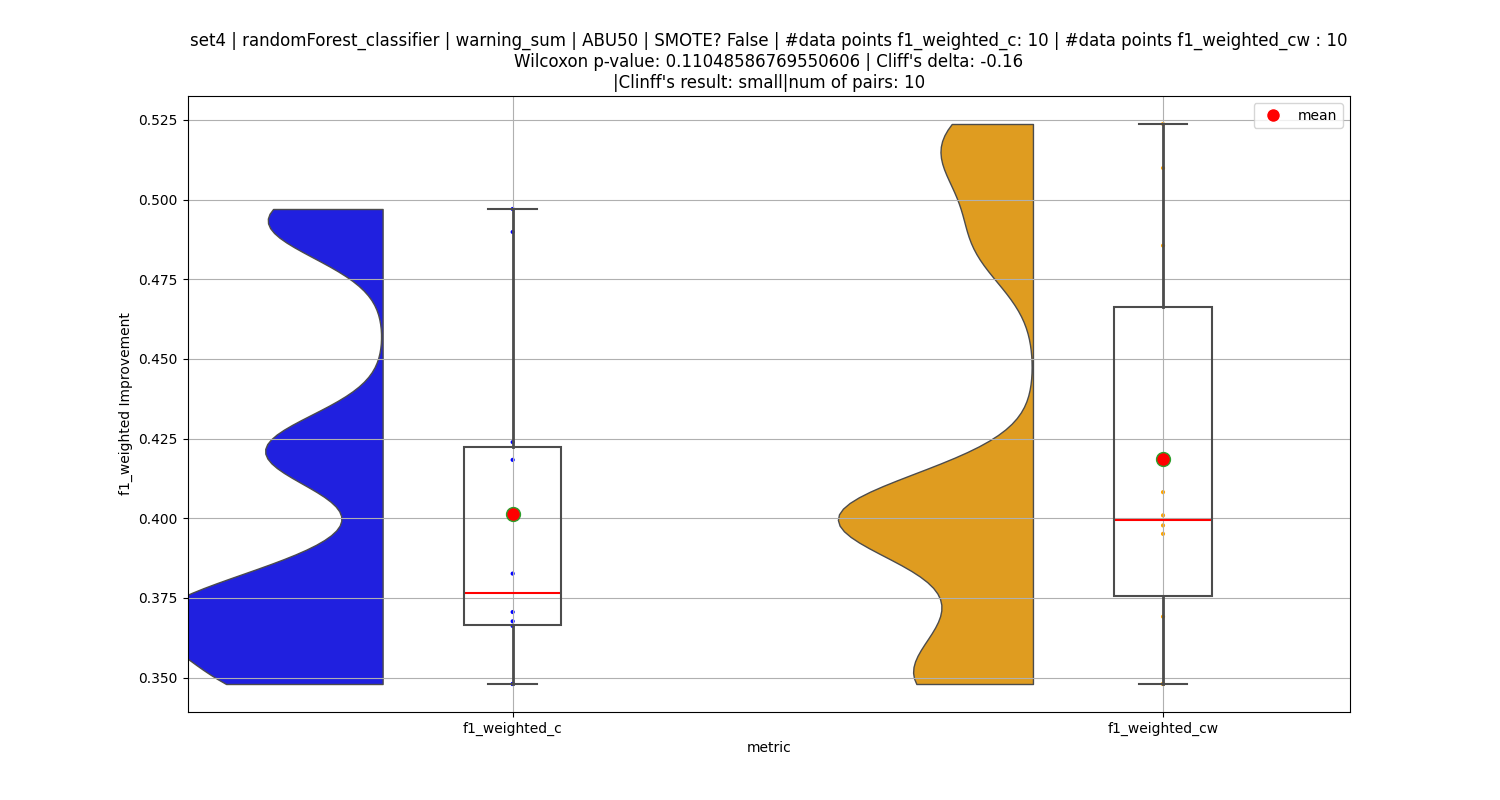 set4 | randomForest_classifier | warning_sum | ABU50 | SMOTE? False | #data points f1_weighted_c: 10 | #data points f1_weighted_cw : 10
Wilcoxon p-value: 0.11048586769550606 | Cliff's delta: -0.16
|Clinff's result: small|num of pairs: 10
mean
0.525
0.500
0.475
0.450
0.425
0.400
0.375
0.350
f1_weighted Improvement
f1_weighted_c
f1_weighted_cw
metric